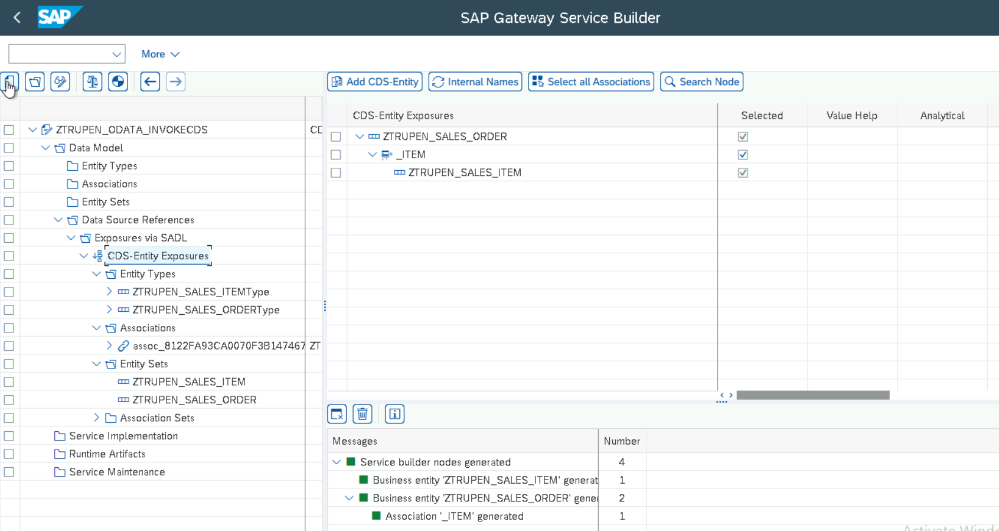 SAP
SAP Gateway Service Builder
More
Add CDS-Entity
Internal Names
Select all Associations
Search Node
CDS-Entity Exposures
Selected
Value Help
Analytical
ZTRUPEN_ODATA_INVOKECDS
Data Model
Entity Types
Associations
Entity Sets
Data Source References
Exposures via SADL
CDS-Entity Exposures
Entity Types
ZTRUPEN_SALES_ITEMType
ZTRUPEN_SALES_ORDERType
Associations
assoc_8122FA93CA0070F3B147467 ZT
Entity Sets
ZTRUPEN_SALES_ITEM
ZTRUPEN_SALES_ORDER
Association Sets
Service Implementation
Runtime Artifacts
Service Maintenance
ZTRUPEN_SALES_ORDER
_ITEM
ZTRUPEN_SALES_ITEM
Messages
Number
Service builder nodes generated 4
Business entity 'ZTRUPEN_SALES_ITEM' generat 1
Business entity 'ZTRUPEN_SALES_ORDER' gene 2
Association '_ITEM' generated 1